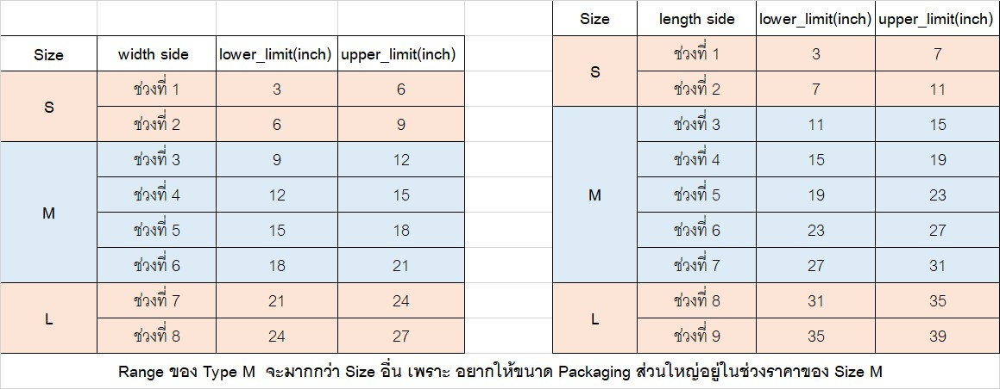 Size width side lower_limit(inch) upper_limit(inch)
S ช่วงที่ 1 3 6
ช่วงที่ 2 6 9
M ช่วงที่ 3 9 12
ช่วงที่ 4 12 15
ช่วงที่ 5 15 18
ช่วงที่ 6 18 21
L ช่วงที่ 7 21 24
ช่วงที่ 8 24 27
Size length side lower_limit(inch) upper_limit(inch)
S ช่วงที่ 1 3 7
ช่วงที่ 2 7 11
M ช่วงที่ 3 11 15
ช่วงที่ 4 15 19
ช่วงที่ 5 19 23
ช่วงที่ 6 23 27
ช่วงที่ 7 27 31
L ช่วงที่ 8 31 35
ช่วงที่ 9 35 39
Range ของ Type M จะมากกว่า Size อื่น เพราะ อยากให้ขนาด Packaging ส่วนใหญ่อยู่ในช่วงราคาของ Size M